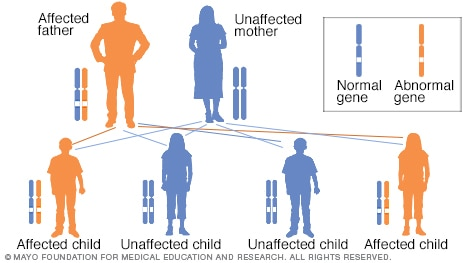 Affected
father
Unaffected
mother
Normal
gene
Abnormal
gene
Affected child
Unaffected child
Unaffected child
Affected child
© MAYO FOUNDATION FOR MEDICAL EDUCATION AND RESEARCH. ALL RIGHTS RESERVED.